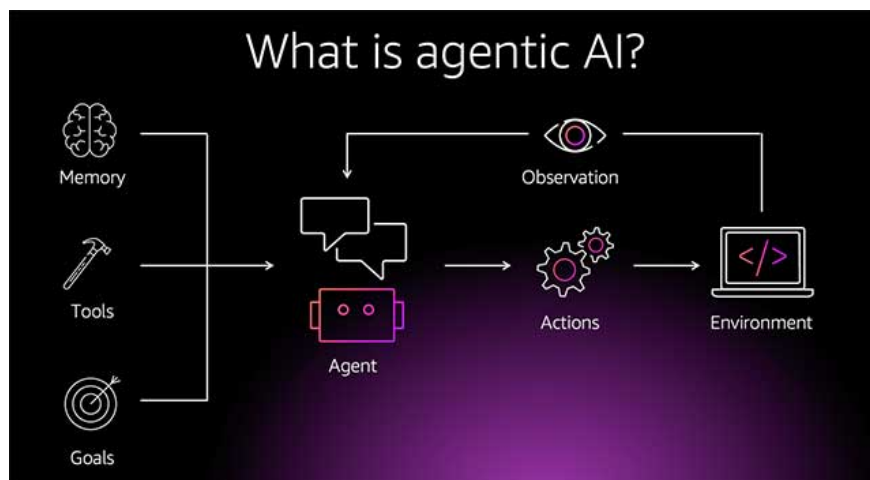 What is agentic AI?
Memory
Observation
Tools
</>
Actions
Environment
Agent
Goals